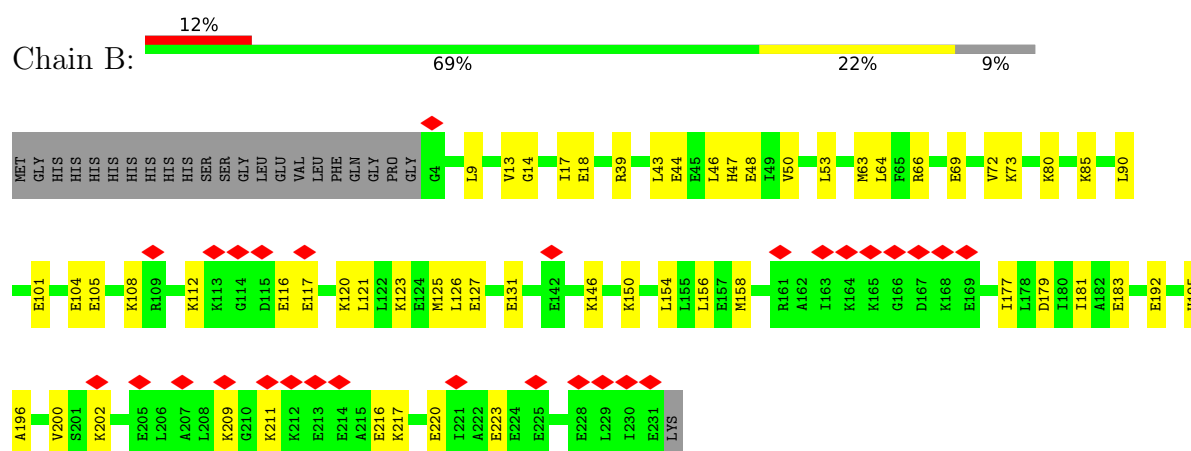 12%
Chain B:
69% 22% 9%
MET GLY HIS HIS HIS HIS HIS HIS HIS HIS SER SER GLY LEU GLU VAL LEU PHE GLN GLY PRO GLY G4 L9 V13 G14 I17 E18 R39 L43 E44 E45 L46 H47 E48 I49 V50 L53 M63 L64 F65 R66 E69 V72 K73 K80 K85 L90
E101 E104 E105 K108 R109 K112 K113 G114 D115 E116 E117 K120 L121 L122 K123 E124 M125 L126 E127 E131 E142 K146 K150 L154 L155 L156 E157 M158 R161 A162 I163 K164 K165 G166 D167 K168 E169 I177 L178 D179 I180 I181 A182 E183 E192
A196 V200 S201 K202 E205 L206 A207 L208 K209 G210 K211 K212 E213 E214 A215 E216 K217 E220 I221 A222 E223 E224 E225 E228 L229 I230 E231 LYS